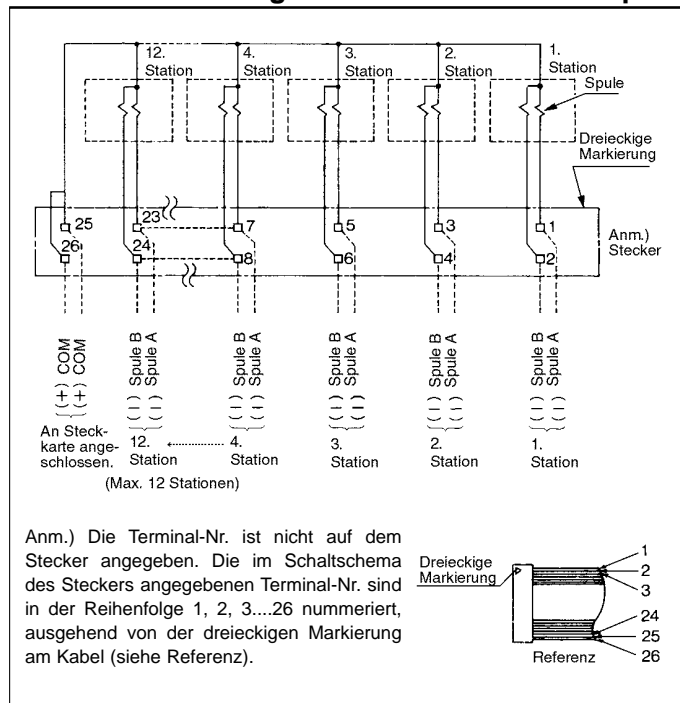 12. Station
4. Station
3. Station
2. Station
1. Station
Spule
Dreieckige
Markierung
25
23
7
5
3
1
26
24
8
6
4
2
Anm.)
Stecker
(+) COM
(+) COM
(−) Spule B
(−) Spule A
(−) Spule B
(−) Spule A
(−) Spule B
(−) Spule A
(−) Spule B
(−) Spule A
(−) Spule B
(−) Spule A
An Steck-
karte ange-
schlossen.
12. Station
4. Station
3. Station
2. Station
1. Station
(Max. 12 Stationen)
Anm.) Die Terminal-Nr. ist nicht auf dem
Stecker angegeben. Die im Schaltschema
des Steckers angegebenen Terminal-Nr. sind
in der Reihenfolge 1, 2, 3....26 nummeriert,
ausgehend von der dreieckigen Markierung
am Kabel (siehe Referenz).
Dreieckige
Markierung
1
2
3
24
25
26
Referenz